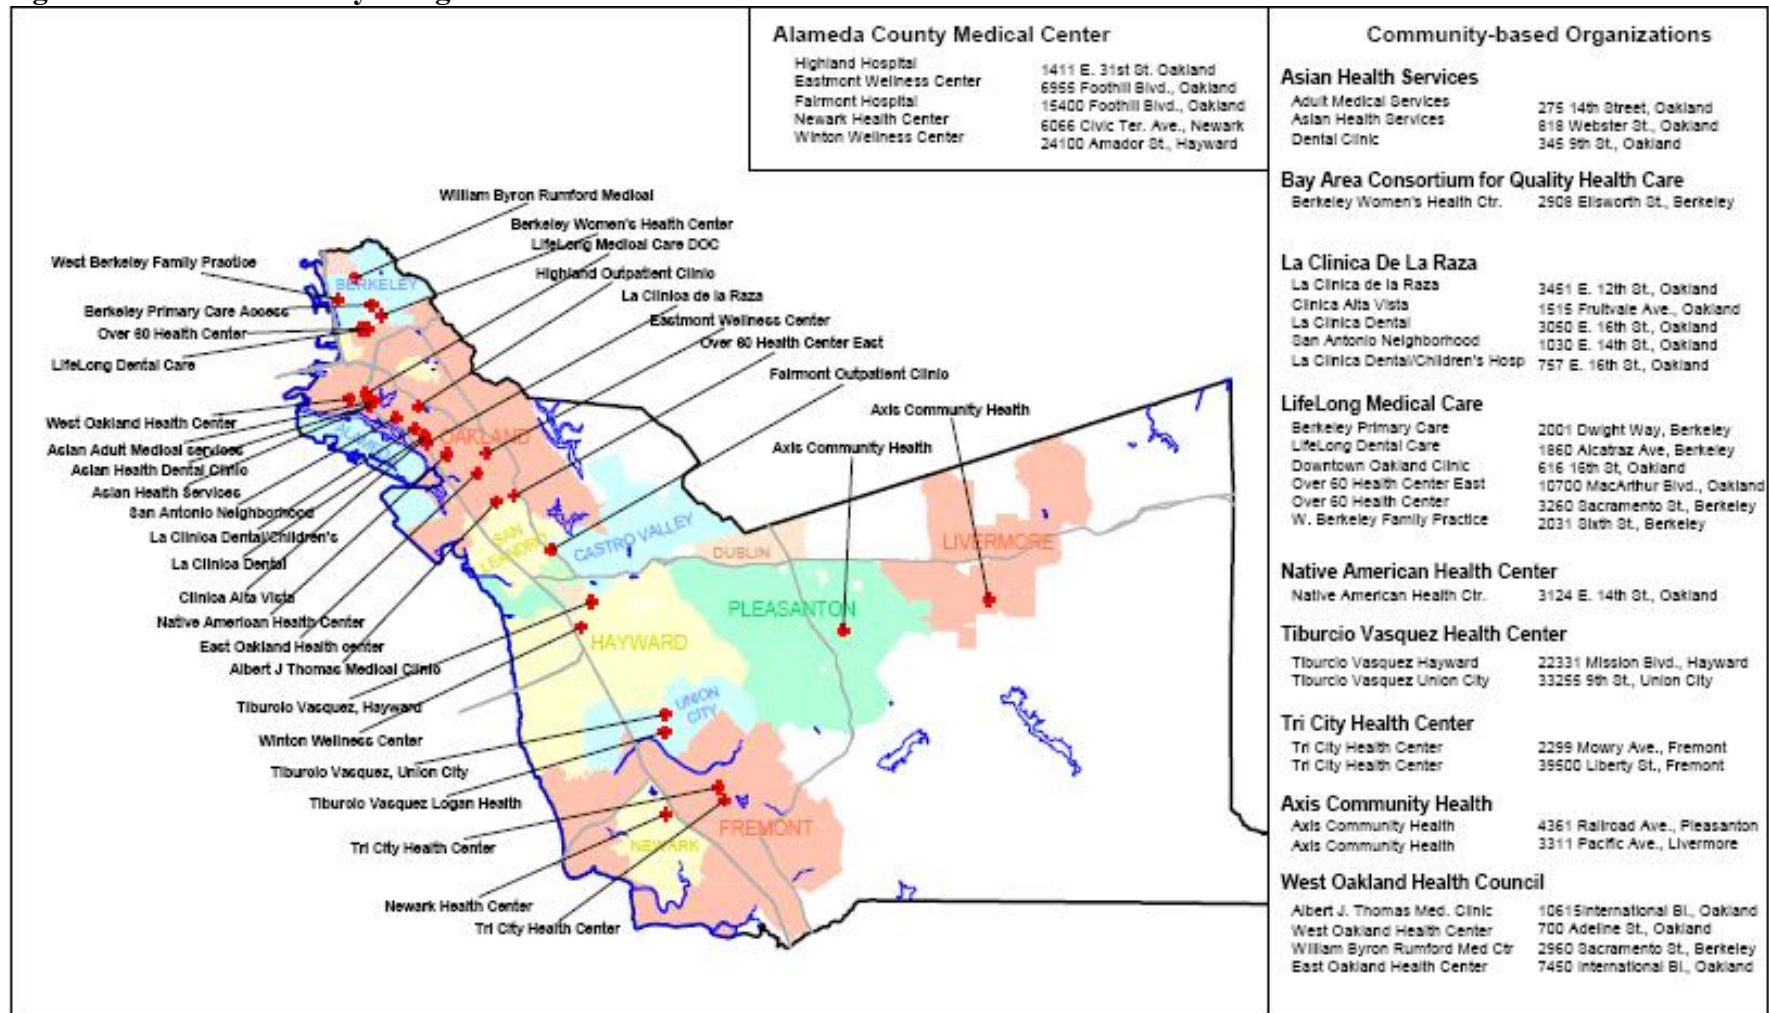 Alameda County Medical Center
Highland Hospital 1411 E. 31st St. Oakland
Eastmont Wellness Center 6955 Foothill Blvd., Oakland
Fairmont Hospital 15400 Foothill Blvd., Oakland
Newark Health Center 6066 Civic Ter. Ave., Newark
Winton Wellness Center 24100 Amador St., Hayward
Community-based Organizations
Asian Health Services
Adult Medical Services 275 14th Street, Oakland
Asian Health Services 818 Webster St., Oakland
Dental Clinic 345 9th St., Oakland
Bay Area Consortium for Quality Health Care
Berkeley Women's Health Ctr. 2908 Ellsworth St., Berkeley
La Clinica De La Raza
La Clinica de la Raza 3451 E. 12th St., Oakland
Clinica Alta Vista 1515 Fruitvale Ave., Oakland
La Clinica Dental 3050 E. 16th St., Oakland
San Antonio Neighborhood 1030 E. 14th St., Oakland
La Clinica Dental/Children's Hosp 757 E. 16th St., Oakland
LifeLong Medical Care
Berkeley Primary Care 2001 Dwight Way, Berkeley
LifeLong Dental Care 1860 Alcatraz Ave, Berkeley
Downtown Oakland Clinic 616 16th St, Oakland
Over 60 Health Center East 10700 MacArthur Blvd., Oakland
Over 60 Health Center 3260 Sacramento St., Berkeley
W. Berkeley Family Practice 2031 Sixth St., Berkeley
Native American Health Center
Native American Health Ctr. 3124 E. 14th St., Oakland
Tiburcio Vasquez Health Center
Tiburcio Vasquez Hayward 22331 Mission Blvd., Hayward
Tiburcio Vasquez Union City 33255 9th St., Union City
Tri City Health Center
Tri City Health Center 2299 Mowry Ave., Fremont
Tri City Health Center 39500 Liberty St., Fremont
Axis Community Health
Axis Community Health 4361 Railroad Ave., Pleasanton
Axis Community Health 3311 Pacific Ave., Livermore
West Oakland Health Council
Albert J. Thomas Med. Clinic 10615International Bl., Oakland
West Oakland Health Center 700 Adeline St., Oakland
William Byron Rumford Med Ctr 2960 Sacramento St., Berkeley
East Oakland Health Center 7450 International Bl., Oakland
William Byron Rumford Medical
Berkeley Women's Health Center
LifeLong Medical Care DOC
Highland Outpatient Clinic
La Clinica de la Raza
Eastmont Wellness Center
Over 60 Health Center East
Fairmont Outpatient Clinic
Axis Community Health
Axis Community Health
West Berkeley Family Practice
Berkeley Primary Care Access
Over 60 Health Center
LifeLong Dental Care
West Oakland Health Center
Asian Adult Medical services
Asian Health Dental Clinic
Asian Health Services
San Antonio Neighborhood
La Clinica Dental/Children's
La Clinica Dental
Clinica Alta Vista
Native American Health Center
East Oakland Health center
Albert J Thomas Medical Clinic
Tiburcio Vasquez, Hayward
Winton Wellness Center
Tiburcio Vasquez, Union City
Tiburcio Vasquez Logan Health
Tri City Health Center
Newark Health Center
Tri City Health Center
BERKELEY
OAKLAND
SAN
LEANDRO
CASTRO VALLEY
DUBLIN
LIVERMORE
PLEASANTON
HAYWARD
UNION
CITY
FREMONT
NEWARK